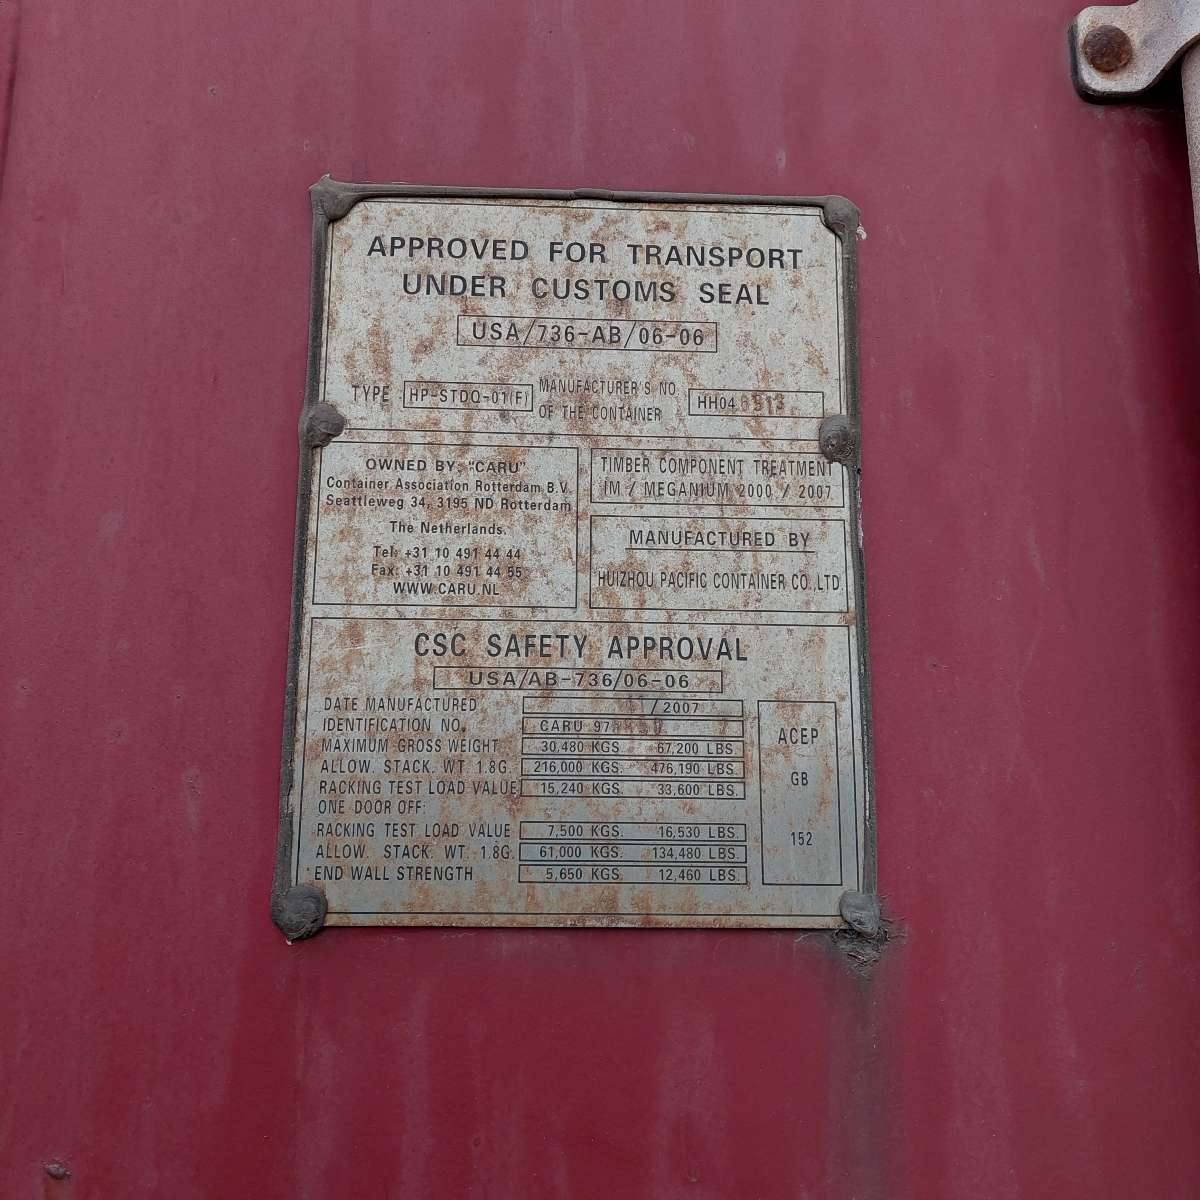 APPROVED FOR TRANSPORT
UNDER CUSTOMS SEAL
USA/736-AB/06-06
TYPE HP-STDQ-01(F) MANUFACTURER'S NO.
OF THE CONTAINER
OWNED BY: "CARU"
Container Association Rotterdam B.V.
Seattleweg 34, 3195 ND Rotterdam
The Netherlands.
Tel: +31 10 491 44 44
Fax: +31 10 491 44 55
WWW.CARU.NL
TIMBER COMPONENT TREATMENT
IM / MEGANIUM 2000 / 2007
MANUFACTURED BY
HUIZHOU PACIFIC CONTAINER CO.,LTD
CSC SAFETY APPROVAL
USA/AB-736/06-06
DATE MANUFACTURED /2007
IDENTIFICATION NO. CARU
MAXIMUM GROSS WEIGHT 30,480 KGS. 67,200 LBS.
ALLOW. STACK. WT. 1.8G. 216,000 KGS. 476,190 LBS.
RACKING TEST LOAD VALUE 15,240 KGS. 33,600 LBS.
ONE DOOR OFF:
RACKING TEST LOAD VALUE 7,500 KGS. 16,530 LBS.
ALLOW. STACK. WT. 1.8G. 61,000 KGS. 134,480 LBS.
END WALL STRENGTH 5,650 KGS. 12,460 LBS.
ACEP
GB
152